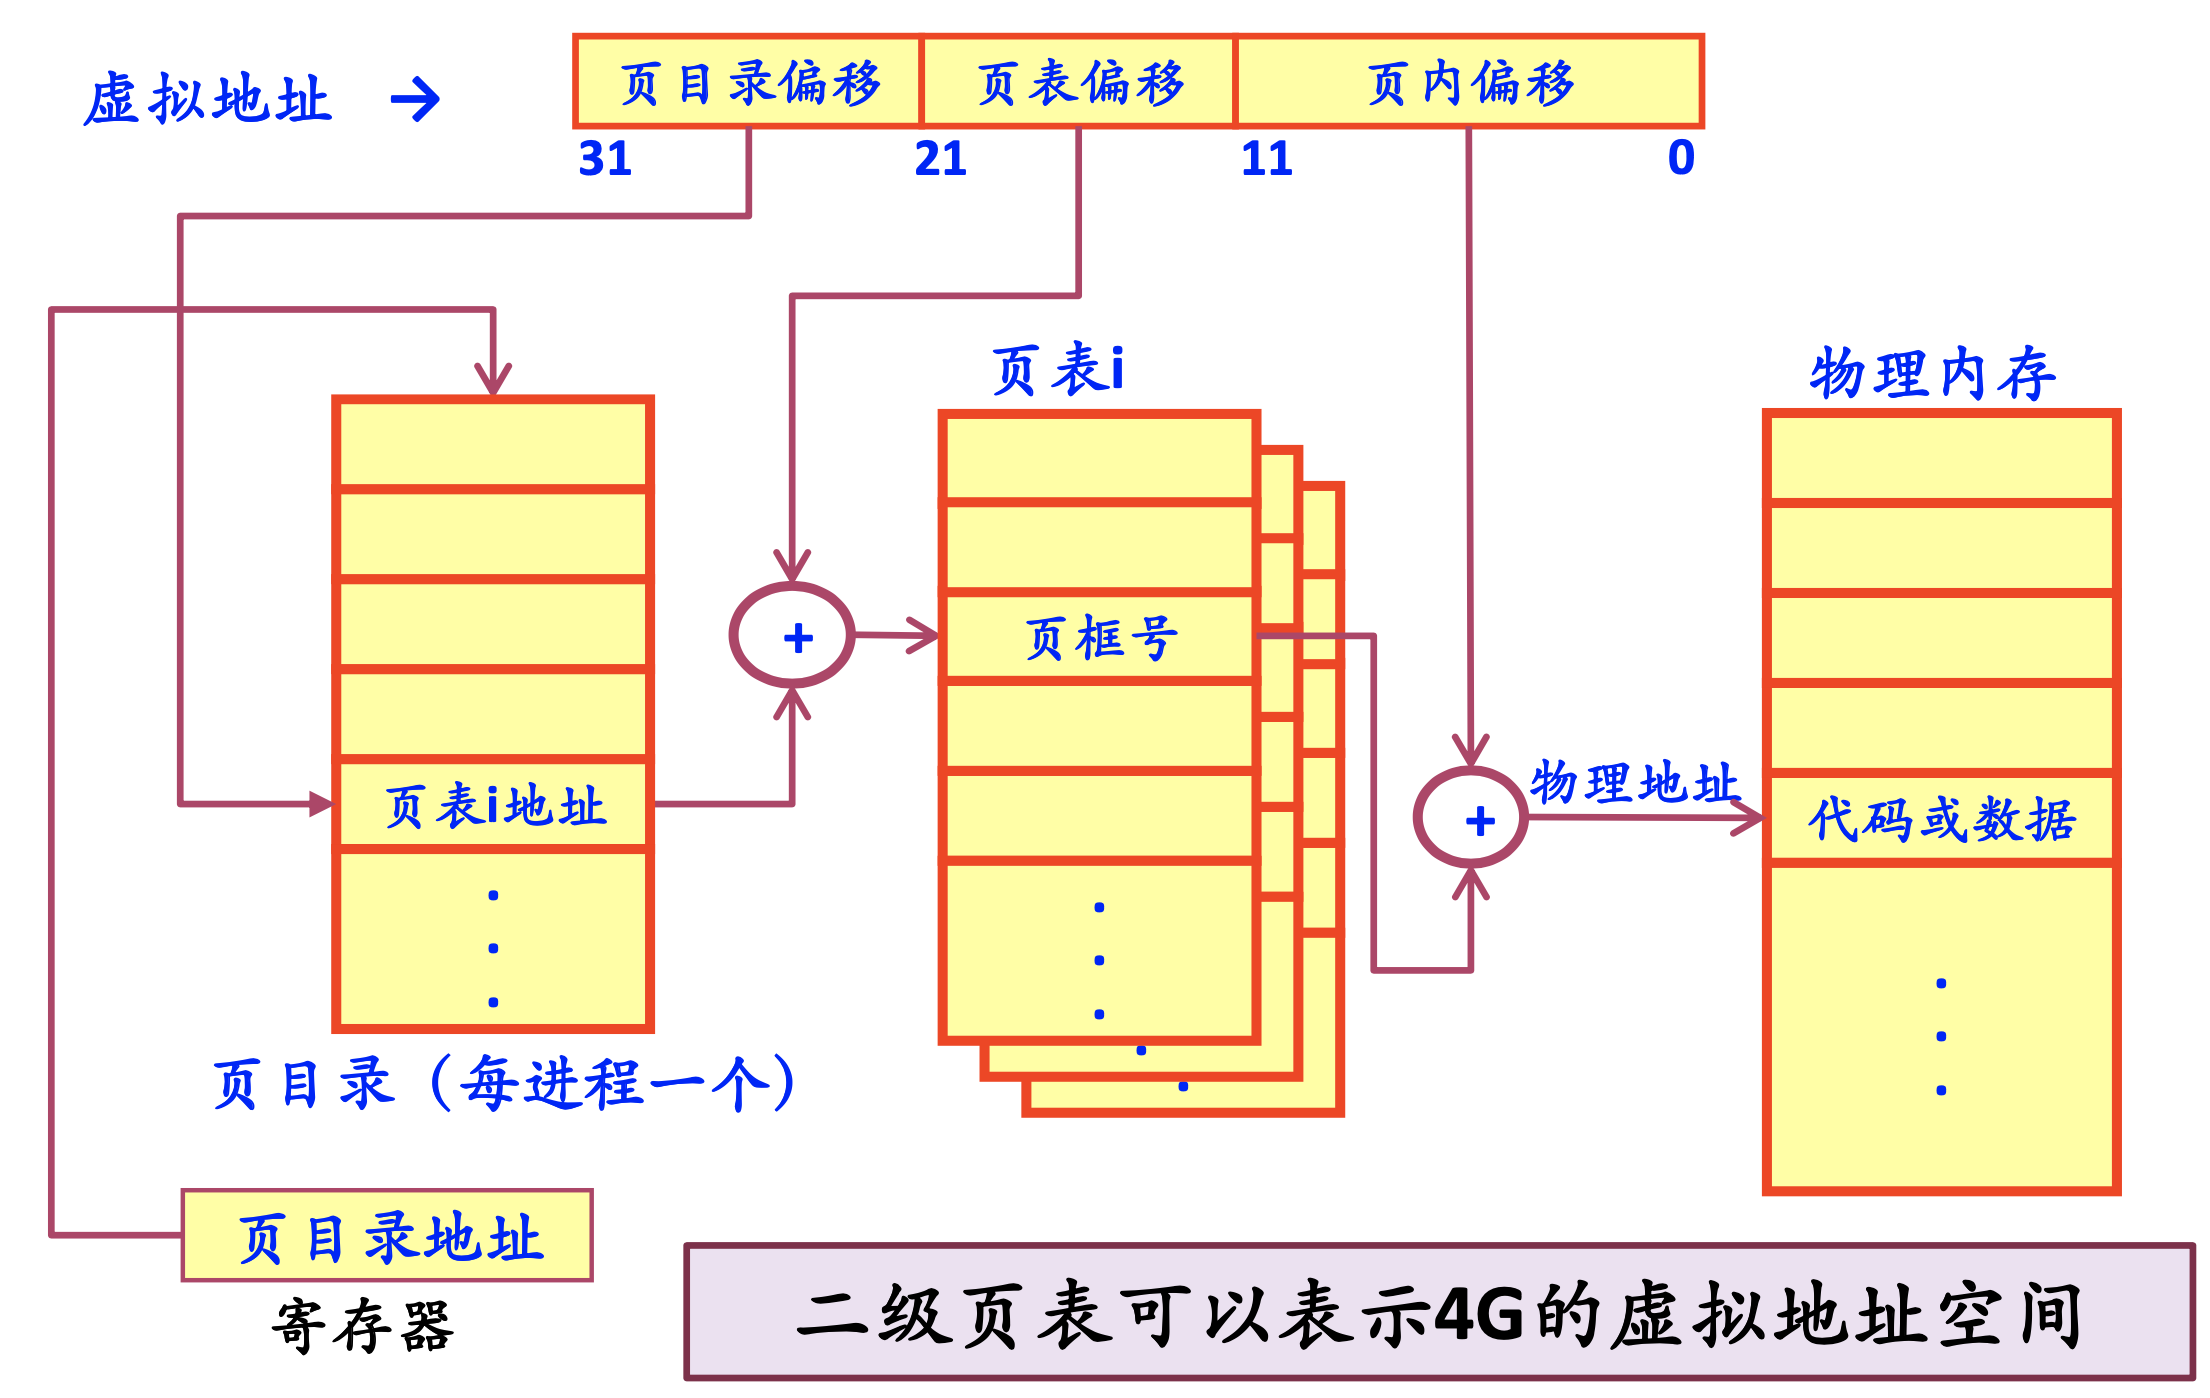 虚拟地址 → 页目录偏移 页表偏移 页内偏移
31 21 11 0
页表i
物理内存
页框号
+
页表i地址
物理地址
+
代码或数据
页目录（每进程一个）
页目录地址
寄存器
二级页表可以表示4G的虚拟地址空间